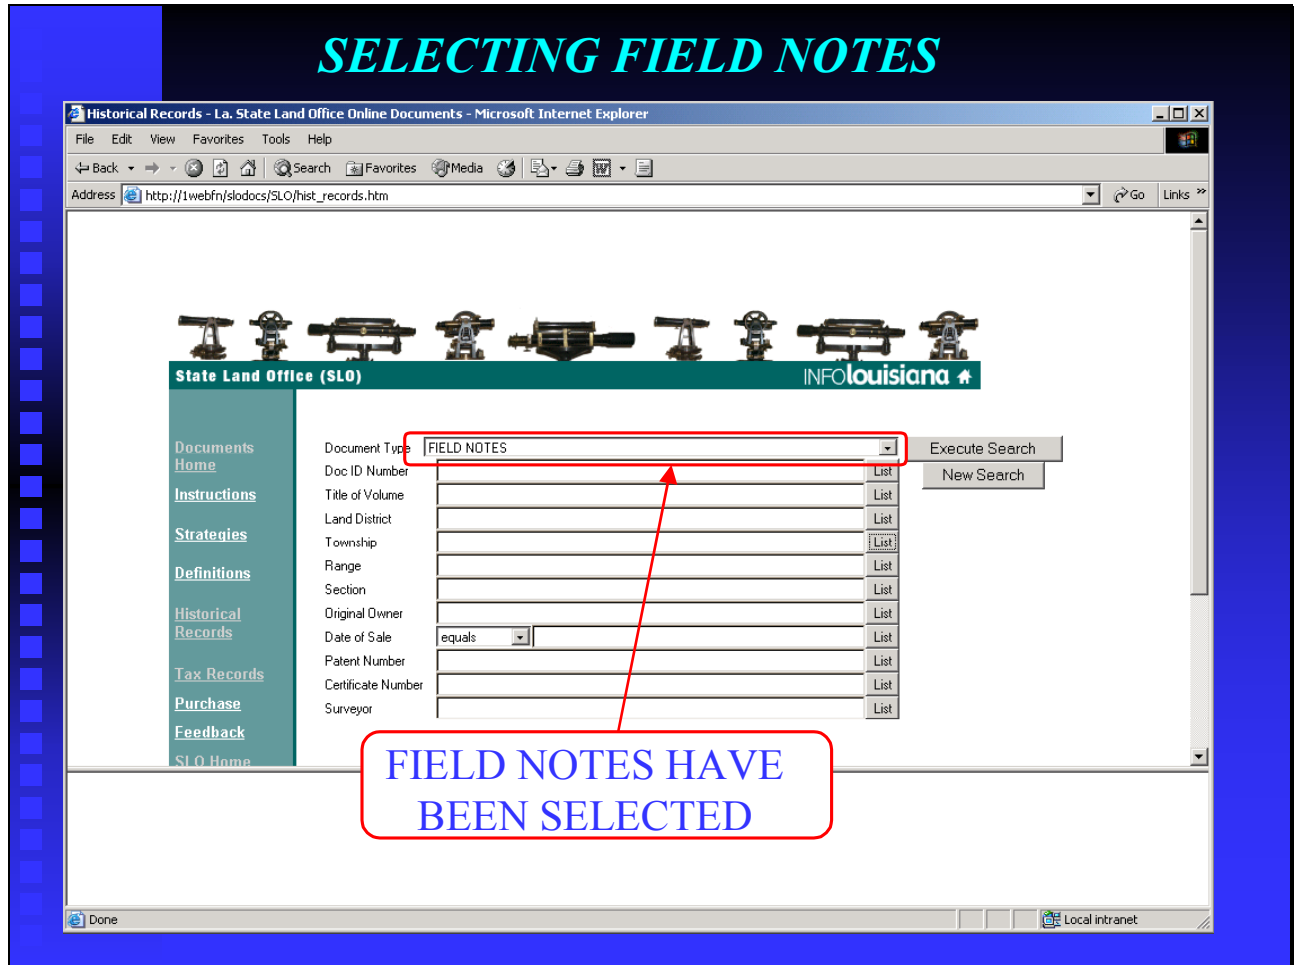 SELECTING FIELD NOTES
Historical Records - La. State Land Office Online Documents - Microsoft Internet Explorer
File Edit View Favorites Tools Help
Back Search Favorites Media
Address http://1webfn/slodocs/SLO/hist_records.htm Go Links »
State Land Office (SLO) INFOlouisiana
Documents
Home
Instructions
Strategies
Definitions
Historical
Records
Tax Records
Purchase
Feedback
SLO Home
Document Type FIELD NOTES Execute Search
Doc ID Number List New Search
Title of Volume List
Land District List
Township List
Range List
Section List
Original Owner List
Date of Sale equals List
Patent Number List
Certificate Number List
Surveyor List
FIELD NOTES HAVE
BEEN SELECTED
Done Local intranet